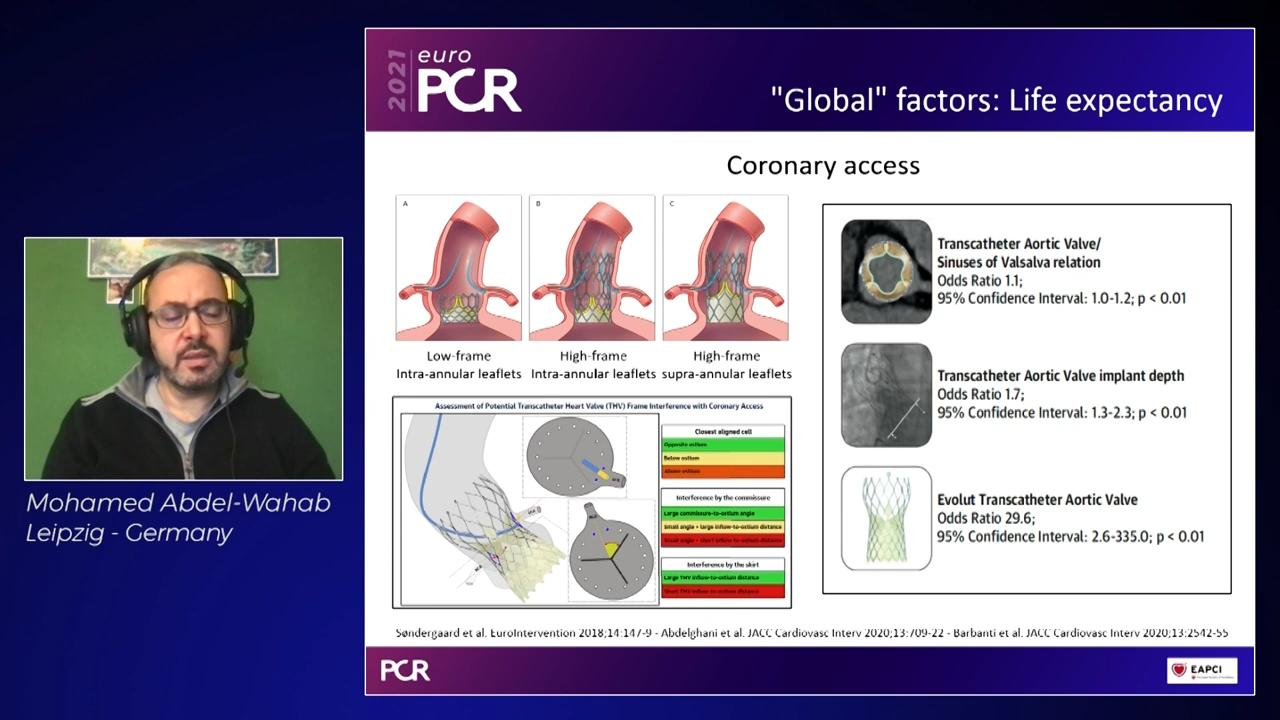 2021
euro
PCR
"Global" factors: Life expectancy
Coronary access
A
B
C
Low-frame
Intra-annular leaflets
High-frame
Intra-annular leaflets
High-frame
supra-annular leaflets
Assessment of Potential Transcatheter Heart Valve (THV) Frame Interference with Coronary Access
Closest aligned cell
Opposite ostium
Below ostium
Above ostium
Interference by the commissure
Large commissure-to-ostium angle
Small angle + large inflow-to-ostium distance
Small angle + short inflow-to-ostium distance
Interference by the skirt
Large THV inflow-to-ostium distance
Short THV inflow-to-ostium distance
Transcatheter Aortic Valve/
Sinuses of Valsalva relation
Odds Ratio 1.1;
95% Confidence Interval: 1.0-1.2; p < 0.01
Transcatheter Aortic Valve implant depth
Odds Ratio 1.7;
95% Confidence Interval: 1.3-2.3; p < 0.01
Evolut Transcatheter Aortic Valve
Odds Ratio 29.6;
95% Confidence Interval: 2.6-335.0; p < 0.01
Søndergaard et al. EuroIntervention 2018;14:147-9 - Abdelghani et al. JACC Cardiovasc Interv 2020;13:709-22 - Barbanti et al. JACC Cardiovasc Interv 2020;13:2542-55
Mohamed Abdel-Wahab
Leipzig - Germany
PCR
EAPCI